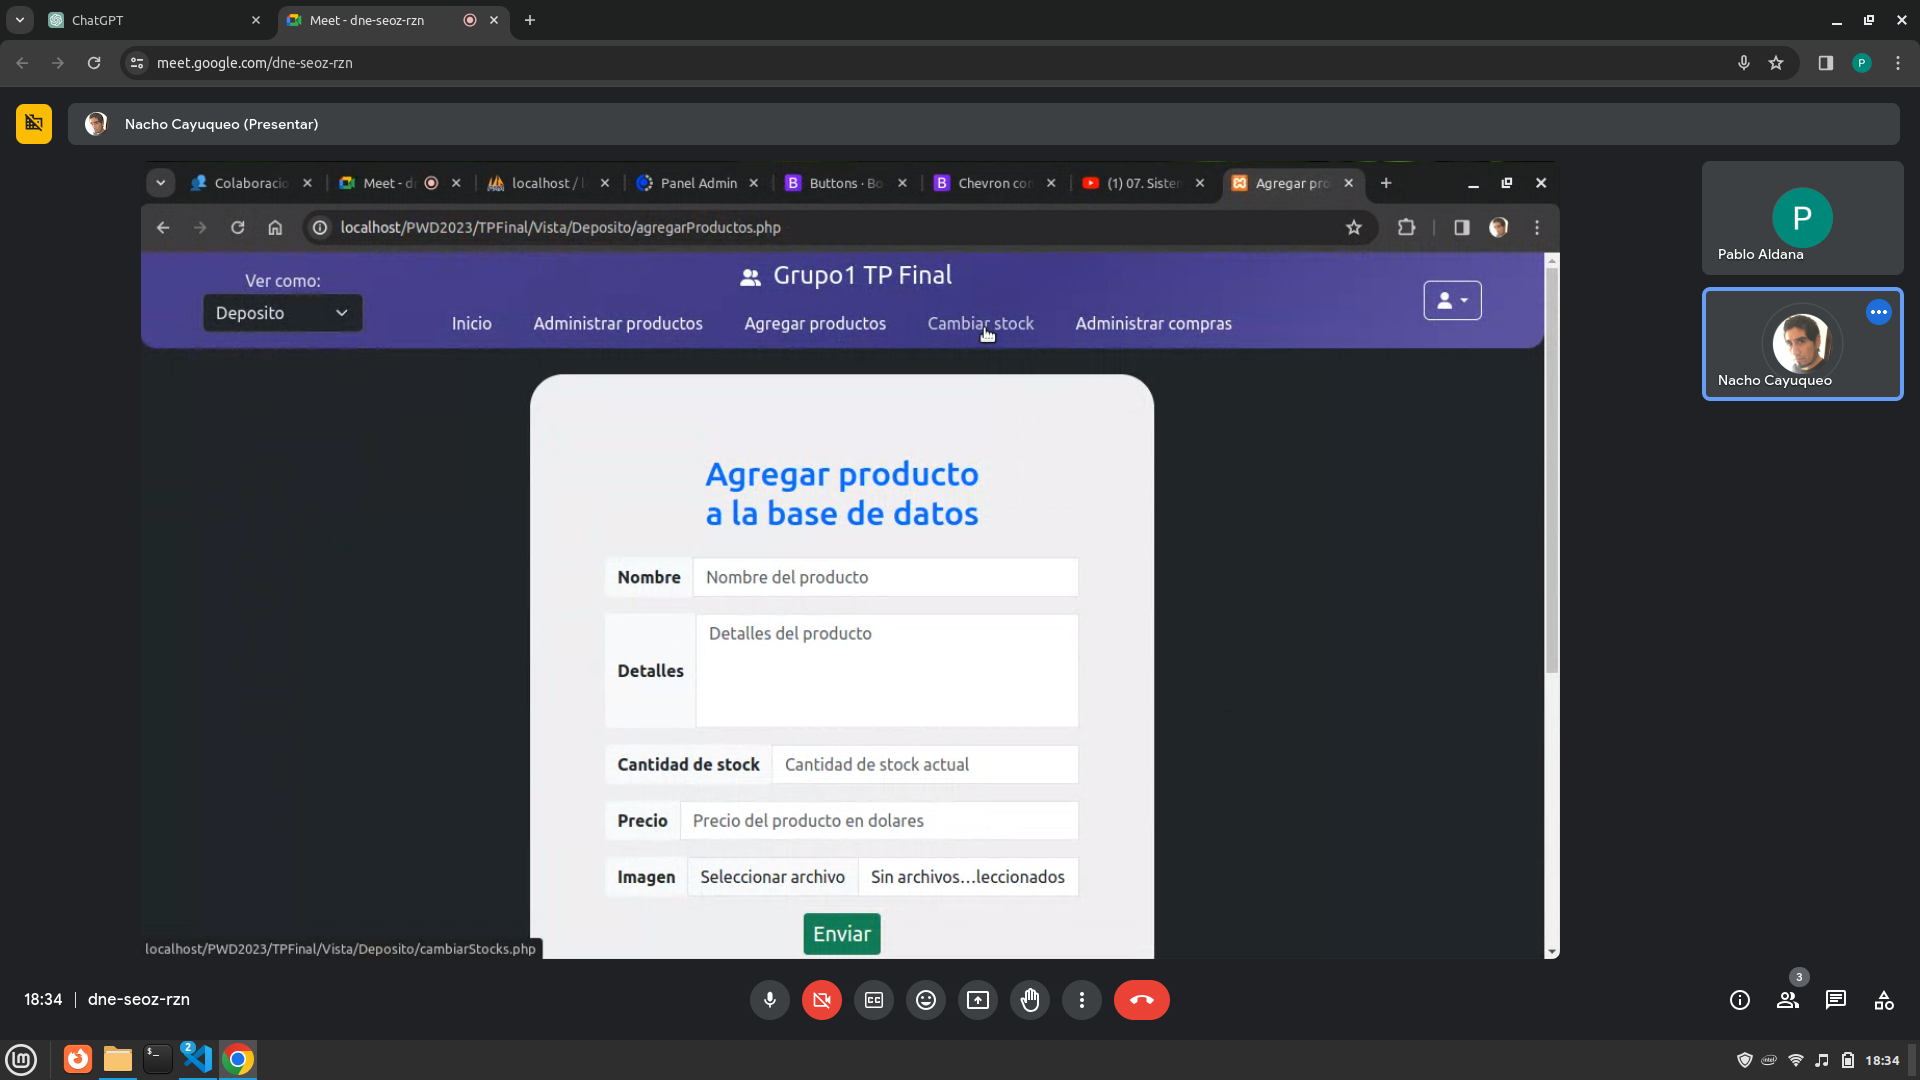 ChatGPT
Meet - dne-seoz-rzn
meet.google.com/dne-seoz-rzn
P
Nacho Cayuqueo (Presentar)
Colaboracio
Meet - d
localhost /
Panel Admin
Buttons · Bo
Chevron con
(1) 07. Sister
Agregar pro
localhost/PWD2023/TPFinal/Vista/Deposito/agregarProductos.php
Ver como:
Deposito
Grupo1 TP Final
Inicio
Administrar productos
Agregar productos
Cambiar stock
Administrar compras
Agregar producto
a la base de datos
Nombre
Nombre del producto
Detalles
Detalles del producto
Cantidad de stock
Cantidad de stock actual
Precio
Precio del producto en dolares
Imagen
Seleccionar archivo
Sin archivos...leccionados
Enviar
localhost/PWD2023/TPFinal/Vista/Deposito/cambiarStocks.php
P
Pablo Aldana
Nacho Cayuqueo
18:34 | dne-seoz-rzn
3
2
18:34